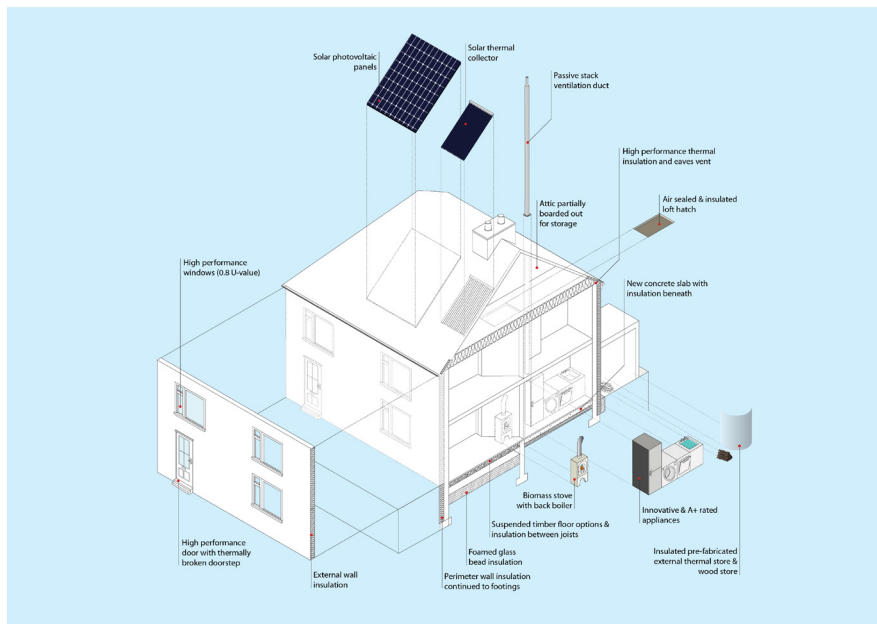 Solar photovoltaic
panels
Solar thermal
collector
Passive stack
ventilation duct
High performance thermal
insulation and eaves vent
Attic partially
boarded out
for storage
Air sealed & insulated
loft hatch
High performance
windows (0.8 U-value)
New concrete slab with
insulation beneath
Biomass stove
with back boiler
Innovative & A+ rated
appliances
Suspended timber floor options &
insulation between joists
High performance
door with thermally
broken doorstep
Foamed glass
bead insulation
Insulated pre-fabricated
external thermal store &
wood store
External wall
insulation
Perimeter wall insulation
continued to footings